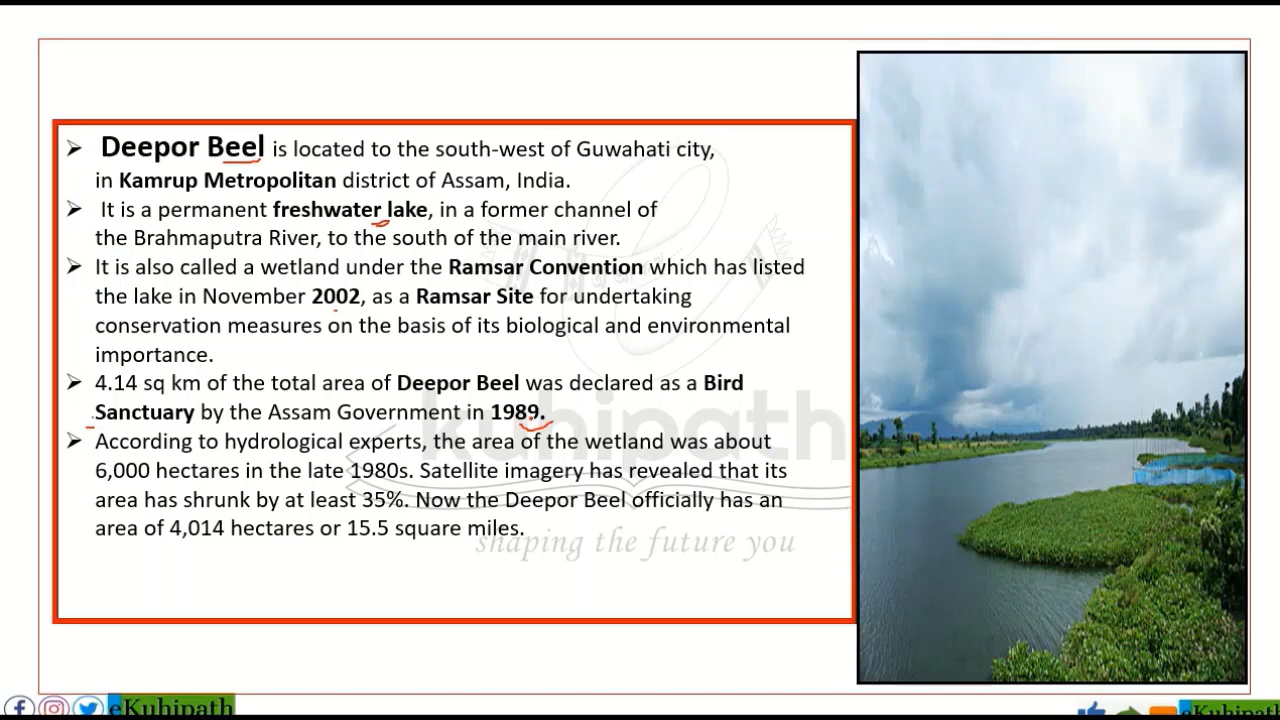 ➢ Deepor Beel is located to the south-west of Guwahati city,
in Kamrup Metropolitan district of Assam, India.
➢ It is a permanent freshwater lake, in a former channel of
the Brahmaputra River, to the south of the main river.
➢ It is also called a wetland under the Ramsar Convention which has listed
the lake in November 2002, as a Ramsar Site for undertaking
conservation measures on the basis of its biological and environmental
importance.
➢ 4.14 sq km of the total area of Deepor Beel was declared as a Bird
Sanctuary by the Assam Government in 1989.
➢ According to hydrological experts, the area of the wetland was about
6,000 hectares in the late 1980s. Satellite imagery has revealed that its
area has shrunk by at least 35%. Now the Deepor Beel officially has an
area of 4,014 hectares or 15.5 square miles.
kuhipath
shaping the future you
eKuhipath
eKuhipath